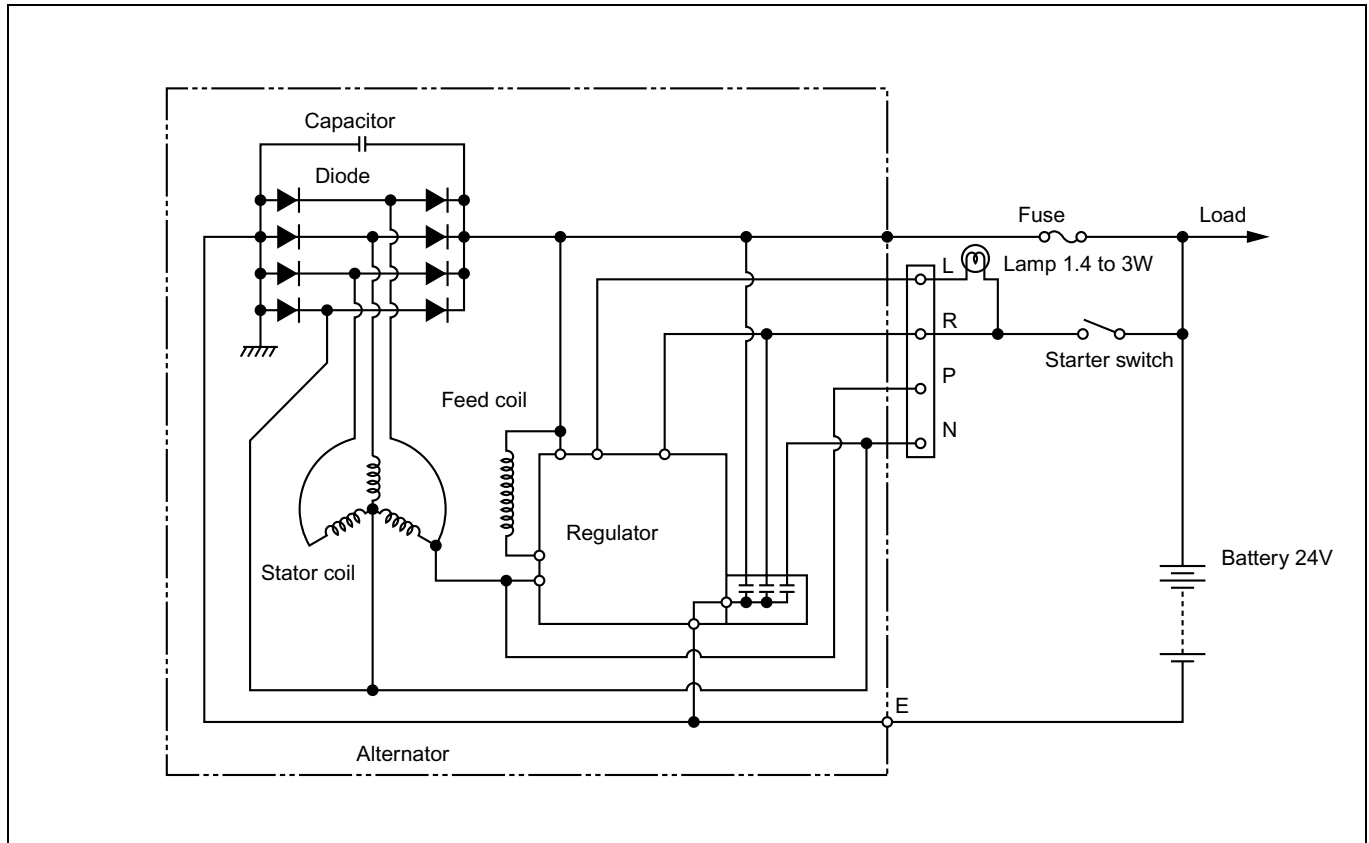 Capacitor
Diode
Fuse
Load
L
Lamp 1.4 to 3W
R
Starter switch
P
Feed coil
N
Regulator
Stator coil
Battery 24V
E
Alternator